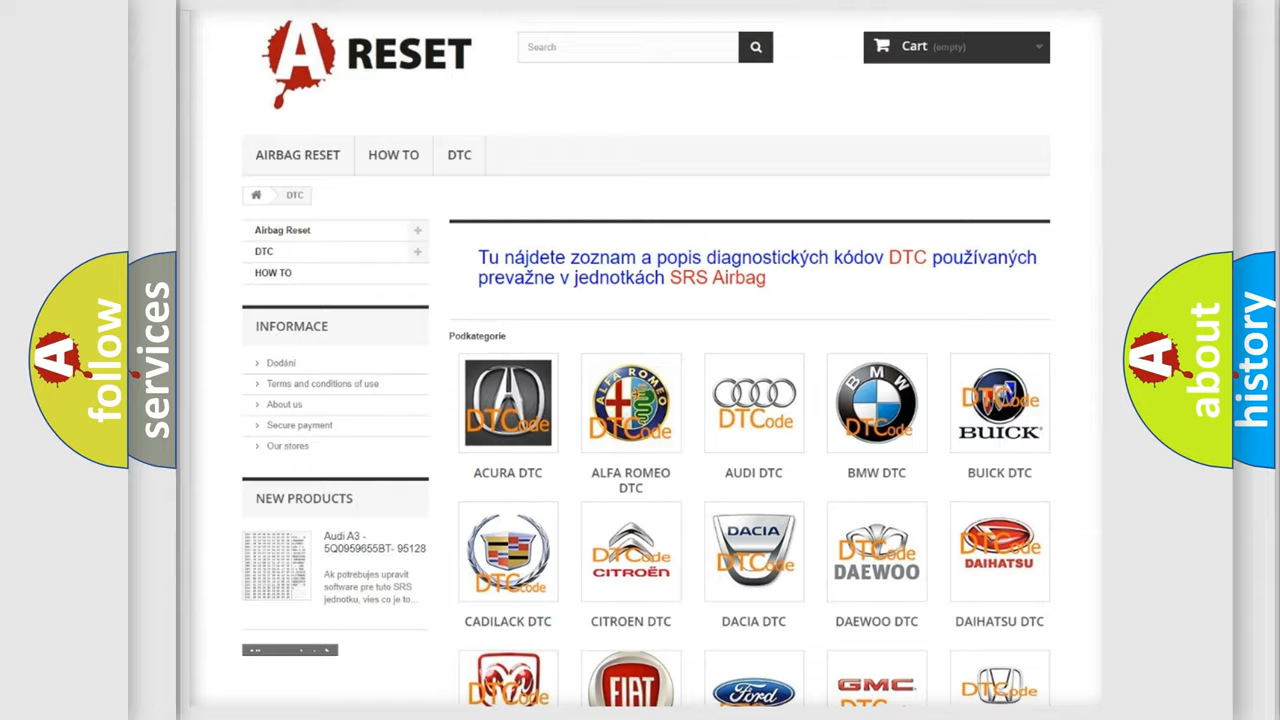 A RESET
Search
Cart (empty)
AIRBAG RESET
HOW TO
DTC
DTC
Airbag Reset
DTC
HOW TO
INFORMACE
Dodání
Terms and conditions of use
About us
Secure payment
Our stores
NEW PRODUCTS
Audi A3 -
5Q0959655BT- 95128
Ak potrebujes upravit
software pre tuto SRS
jednotku, vies co je to...
Tu nájdete zoznam a popis diagnostických kódov DTC používaných
prevažne v jednotkách SRS Airbag
Podkategorie
DTCode
ALFA ROMEO
DTCode
DTCode
BMW
DTCode
DTCode
BUICK
ACURA DTC
ALFA ROMEO
DTC
AUDI DTC
BMW DTC
BUICK DTC
DTCode
DTCode
CITROËN
DACIA
DTCode
DTCode
DAEWOO
DTCode
DAIHATSU
CADILACK DTC
CITROEN DTC
DACIA DTC
DAEWOO DTC
DAIHATSU DTC
DTCode
FIAT
Ford
GMC
DTCode
A follow
services
A about
history